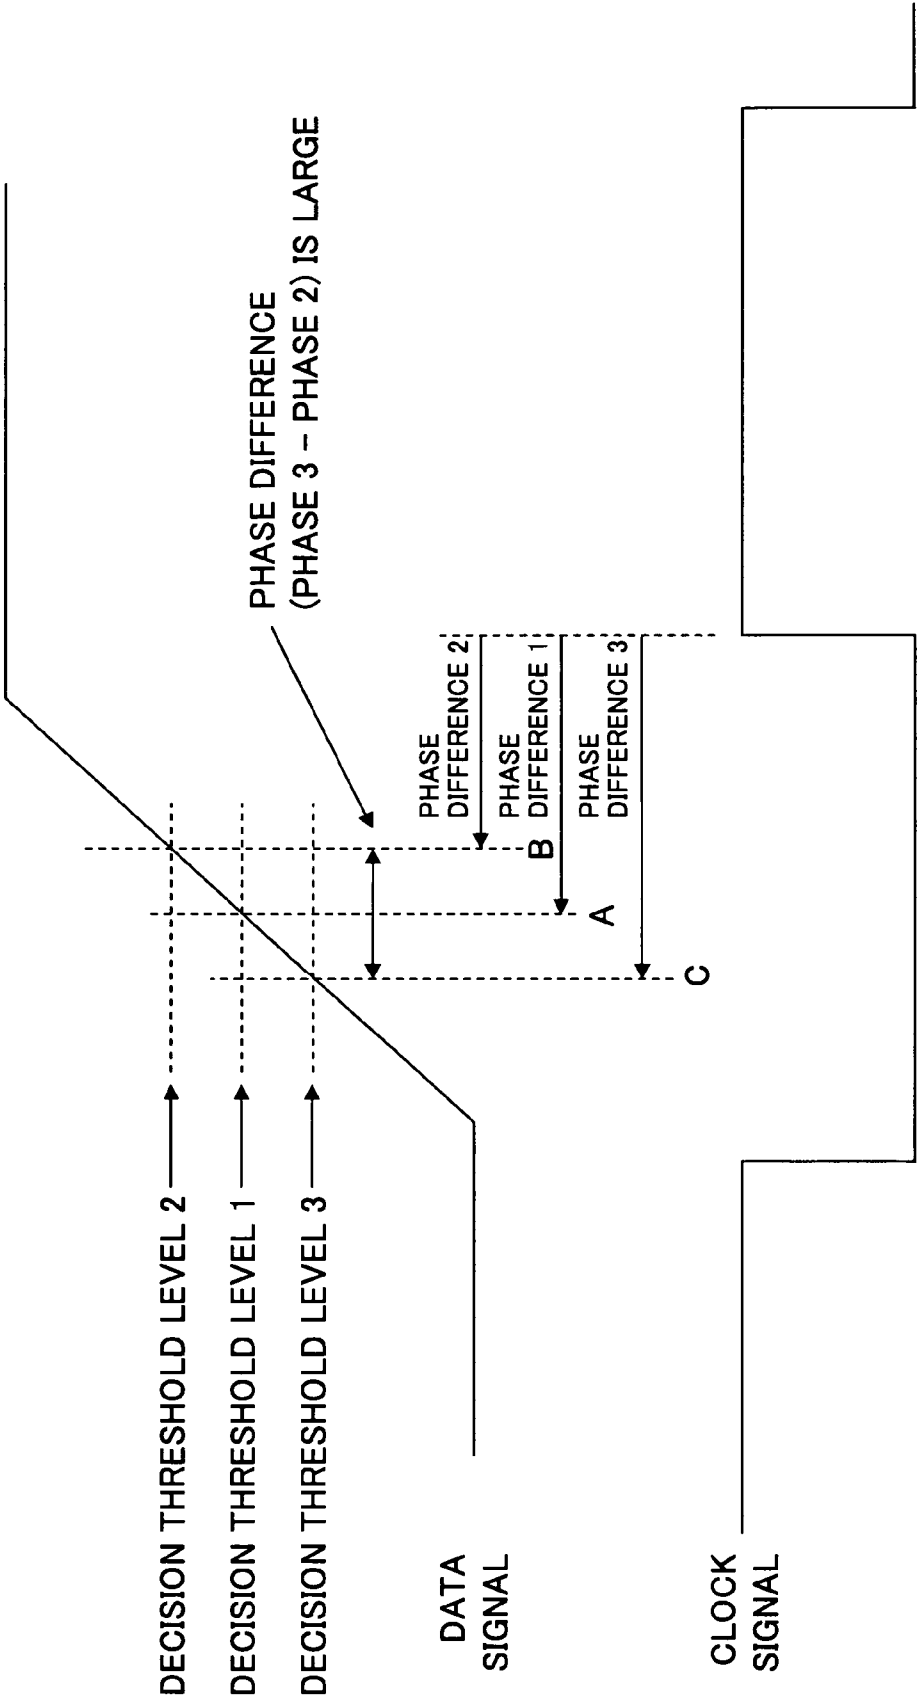 DECISION THRESHOLD LEVEL 2
DECISION THRESHOLD LEVEL 1
DECISION THRESHOLD LEVEL 3
PHASE DIFFERENCE
(PHASE 3 – PHASE 2) IS LARGE
DATA
SIGNAL
PHASE
DIFFERENCE 2
B
PHASE
DIFFERENCE 1
A
PHASE
DIFFERENCE 3
C
CLOCK
SIGNAL